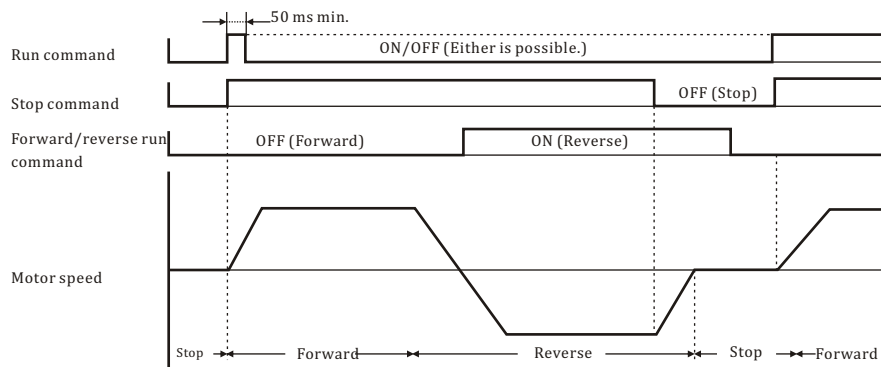 50 ms min.
Run command
ON/OFF (Either is possible.)
Stop command
OFF (Stop)
Forward/reverse run
command
OFF (Forward)
ON (Reverse)
Motor speed
Stop
Forward
Reverse
Stop
Forward